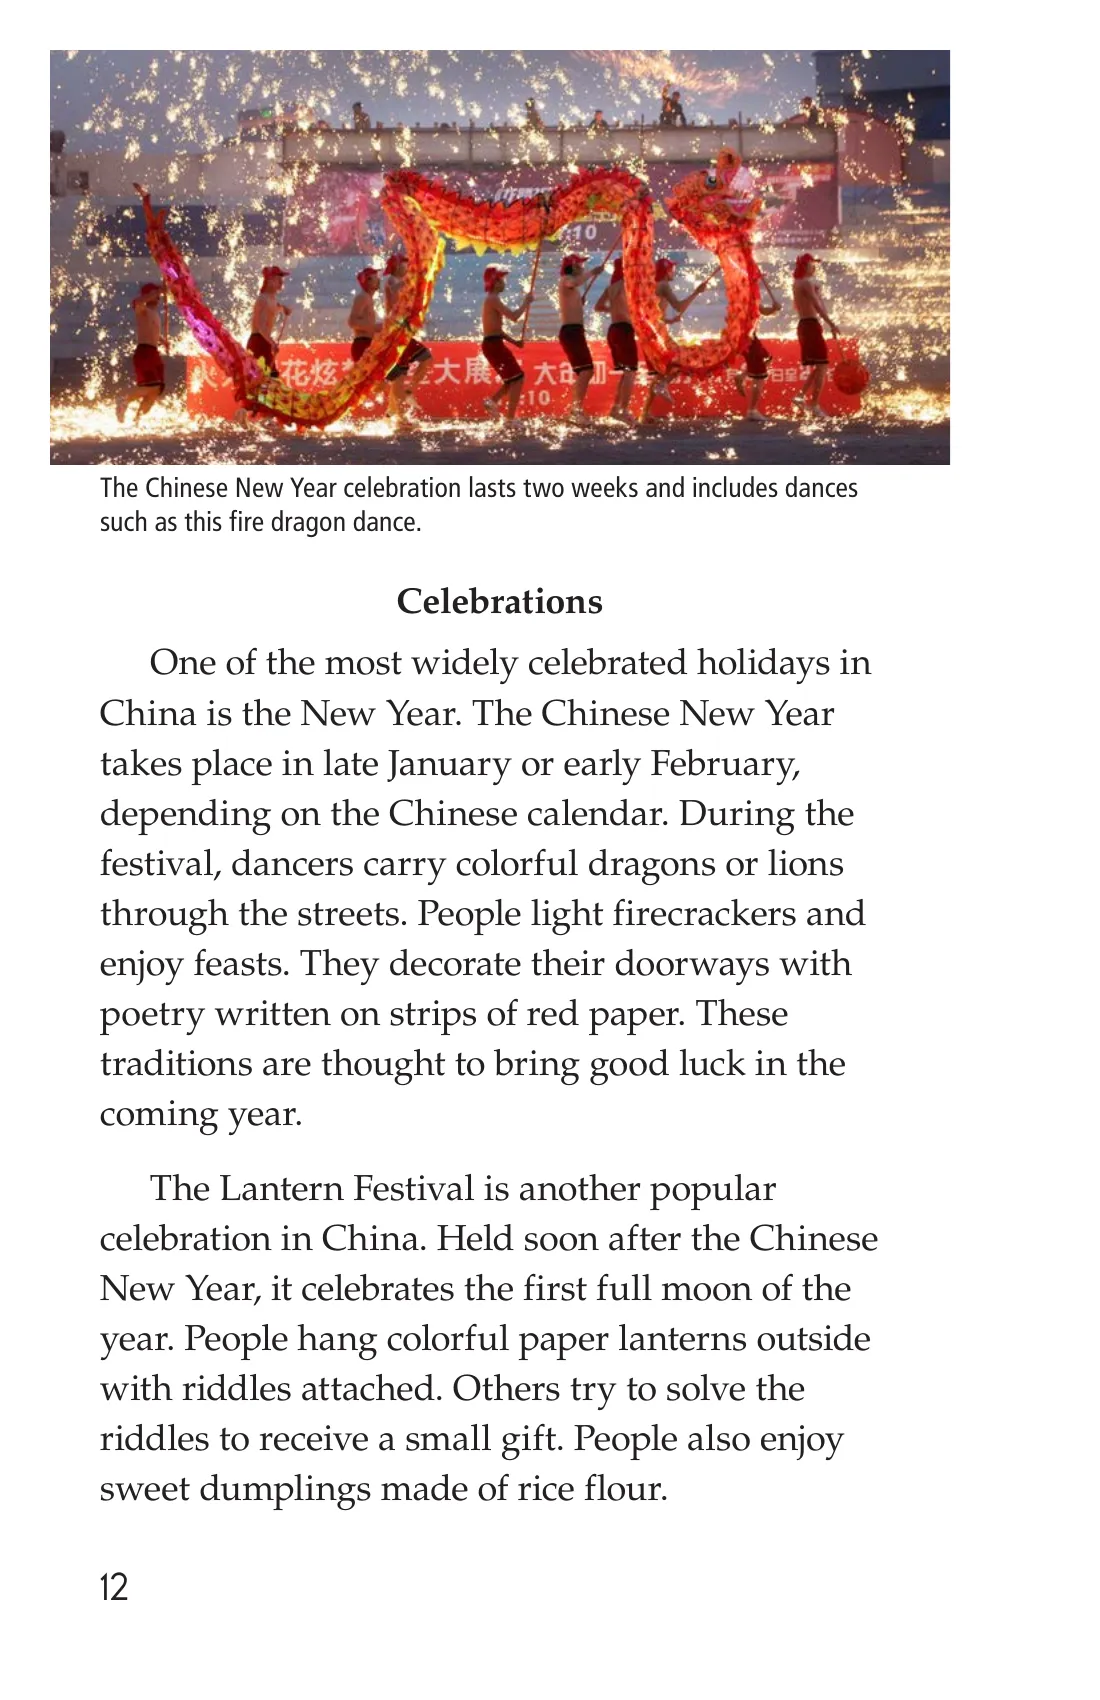 花炫
大展
大
:10
:10
The Chinese New Year celebration lasts two weeks and includes dances
such as this fire dragon dance.
Celebrations
One of the most widely celebrated holidays in
China is the New Year. The Chinese New Year
takes place in late January or early February,
depending on the Chinese calendar. During the
festival, dancers carry colorful dragons or lions
through the streets. People light firecrackers and
enjoy feasts. They decorate their doorways with
poetry written on strips of red paper. These
traditions are thought to bring good luck in the
coming year.
The Lantern Festival is another popular
celebration in China. Held soon after the Chinese
New Year, it celebrates the first full moon of the
year. People hang colorful paper lanterns outside
with riddles attached. Others try to solve the
riddles to receive a small gift. People also enjoy
sweet dumplings made of rice flour.
12